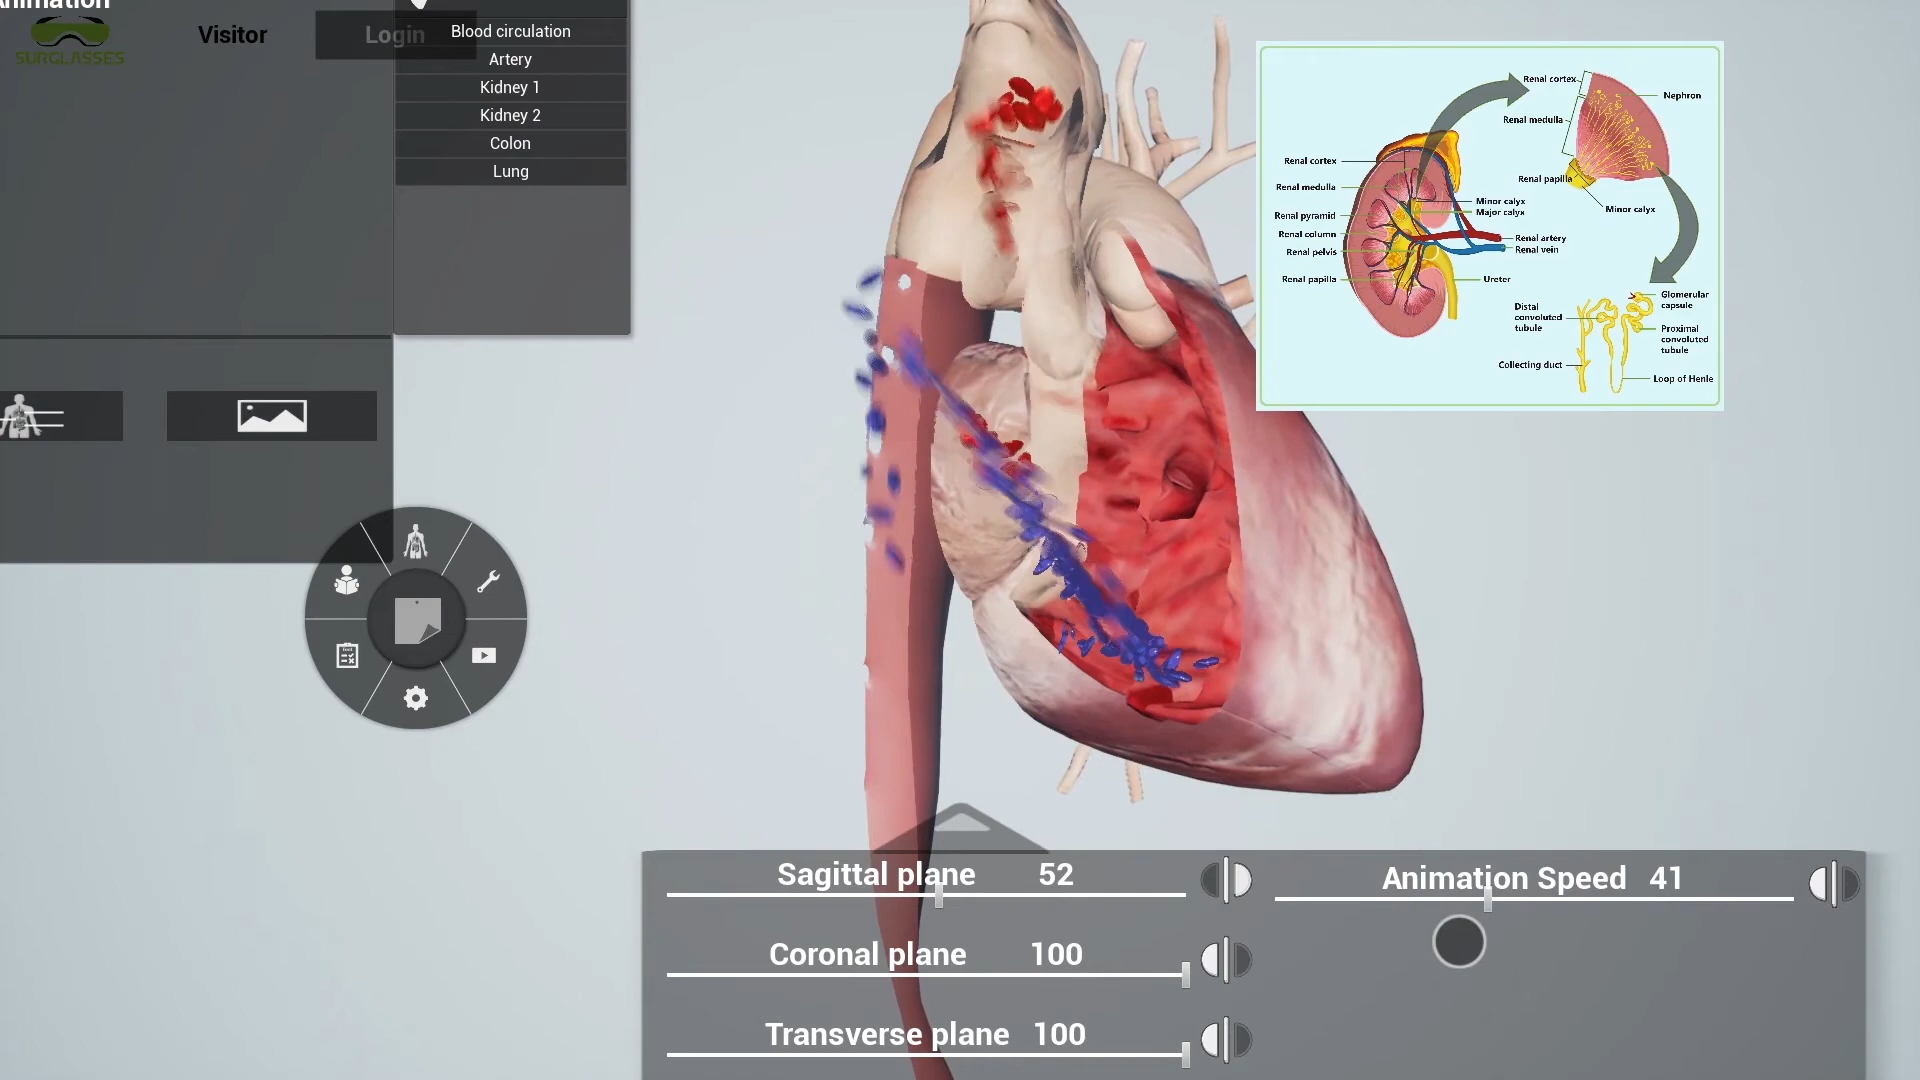 Animation
SURGLASSES
Visitor
Login
Blood circulation
Artery
Kidney 1
Kidney 2
Colon
Lung
Renal cortex
Renal medulla
Renal pyramid
Renal column
Renal pelvis
Renal papilla
Minor calyx
Major calyx
Renal artery
Renal vein
Ureter
Renal cortex
Renal medulla
Renal papilla
Nephron
Minor calyx
Distal
convoluted
tubule
Collecting duct
Glomerular
capsule
Proximal
convoluted
tubule
Loop of Henle
Sagittal plane 52
Coronal plane 100
Transverse plane 100
Animation Speed 41